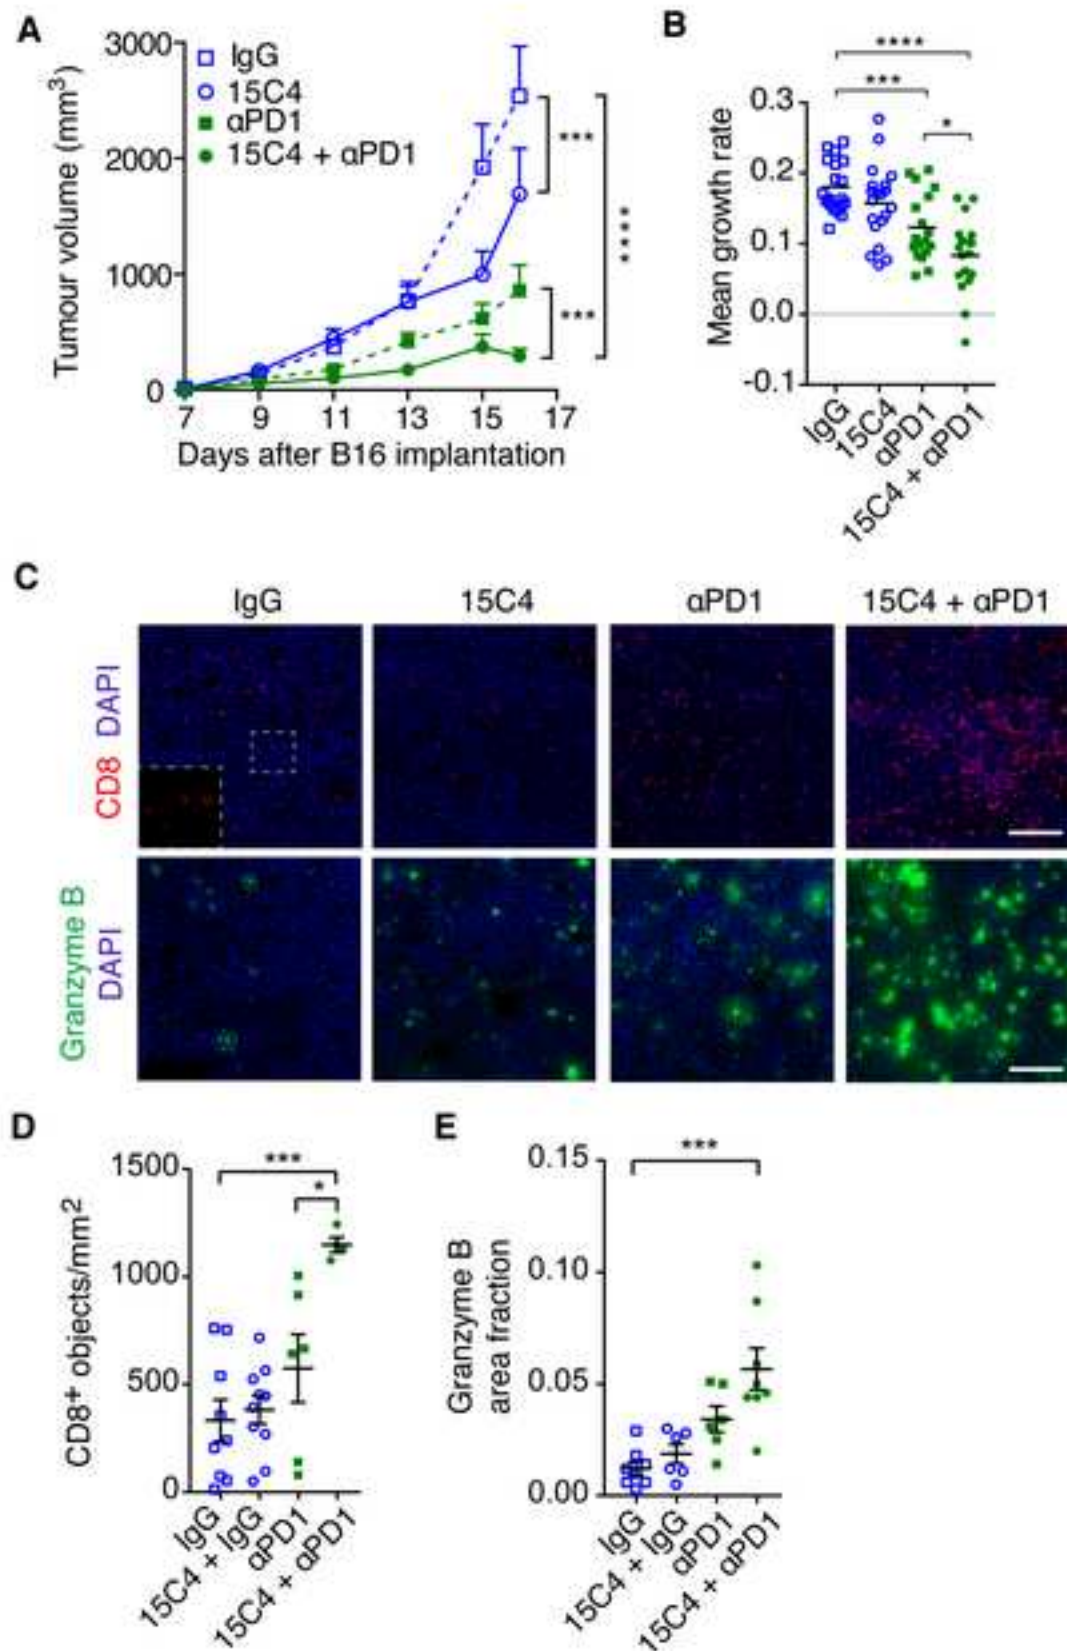 A
Tumour volume (mm3)
3000
2000
1000
0
7 9 11 13 15 17
Days after B16 implantation
IgG
15C4
αPD1
15C4 + αPD1
***
***
****
B
Mean growth rate
0.3
0.2
0.1
0.0
-0.1
****
***
*
IgG
15C4
αPD1
15C4 + αPD1
C
IgG 15C4 αPD1 15C4 + αPD1
CD8 DAPI
Granzyme B
DAPI
D
CD8+ objects/mm2
1500
1000
500
0
***
*
IgG
15C4 + IgG
αPD1
15C4 + αPD1
E
Granzyme B
area fraction
0.15
0.10
0.05
0.00
***
IgG
15C4 + IgG
αPD1
15C4 + αPD1